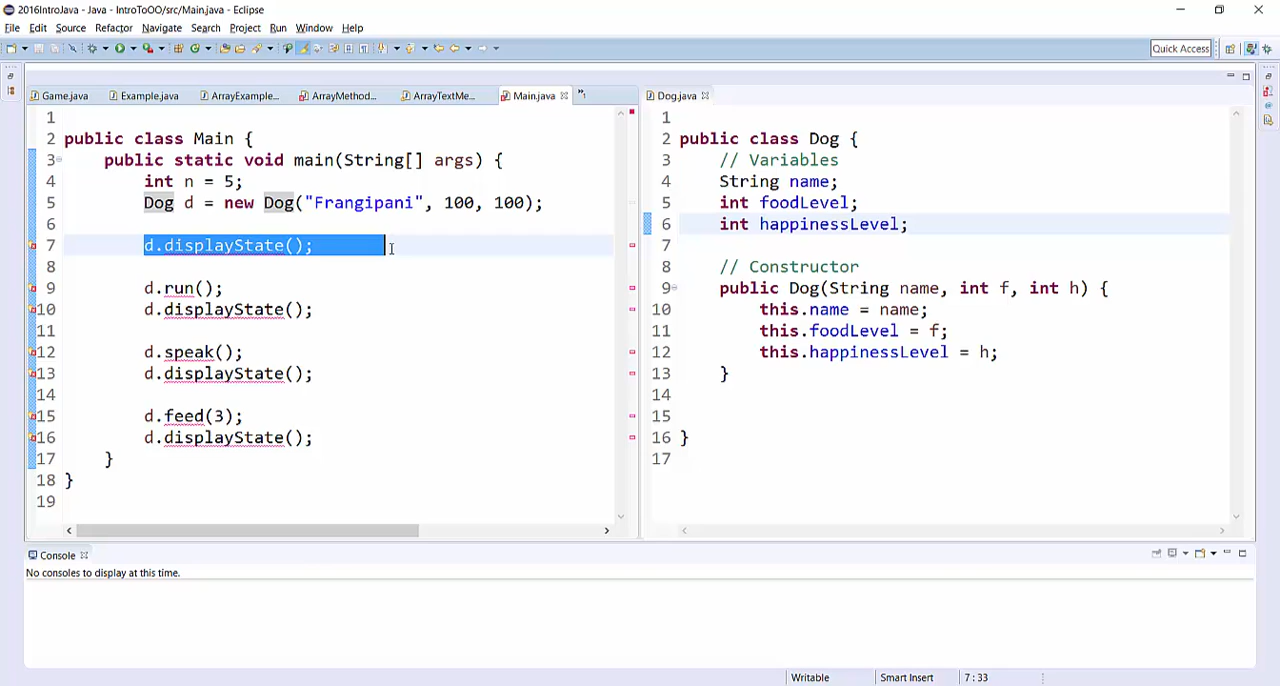 2016IntroJava - Java - IntroToOO/src/Main.java - Eclipse
File Edit Source Refactor Navigate Search Project Run Window Help
Quick Access
Game.java Example.java ArrayExample... ArrayMethod... ArrayTextMe... Main.java »1
1
2 public class Main {
3 public static void main(String[] args) {
4 int n = 5;
5 Dog d = new Dog("Frangipani", 100, 100);
6
7 d.displayState();
8
9 d.run();
10 d.displayState();
11
12 d.speak();
13 d.displayState();
14
15 d.feed(3);
16 d.displayState();
17 }
18 }
19
Dog.java
1
2 public class Dog {
3 // Variables
4 String name;
5 int foodLevel;
6 int happinessLevel;
7
8 // Constructor
9 public Dog(String name, int f, int h) {
10 this.name = name;
11 this.foodLevel = f;
12 this.happinessLevel = h;
13 }
14
15
16 }
17
Console
No consoles to display at this time.
Writable Smart Insert 7 : 33